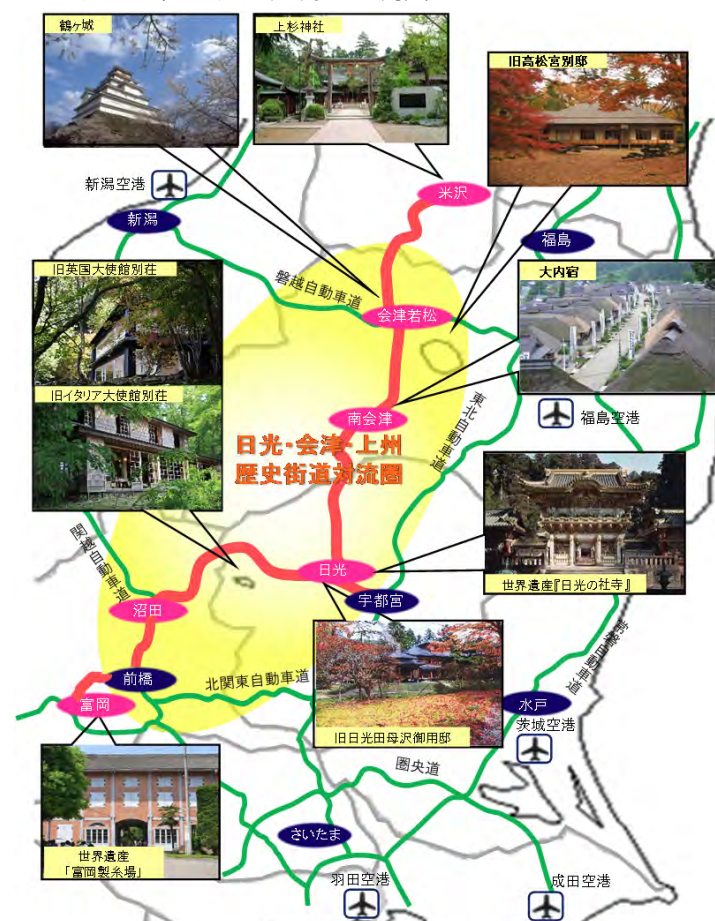 鶴ヶ城
上杉神社
旧高松宮別邸
新潟空港
米沢
新潟
福島
旧英国大使館別荘
磐越自動車道
大内宿
会津若松
旧イタリア大使館別荘
南会津
東北自動車道
福島空港
日光・会津・上州
歴史街道対流圏
関越自動車道
日光
世界遺産『日光の社寺』
宇都宮
沼田
常磐自動車道
前橋
北関東自動車道
富岡
水戸
茨城空港
旧日光田母沢御用邸
圏央道
さいたま
世界遺産
「富岡製糸場」
羽田空港
成田空港